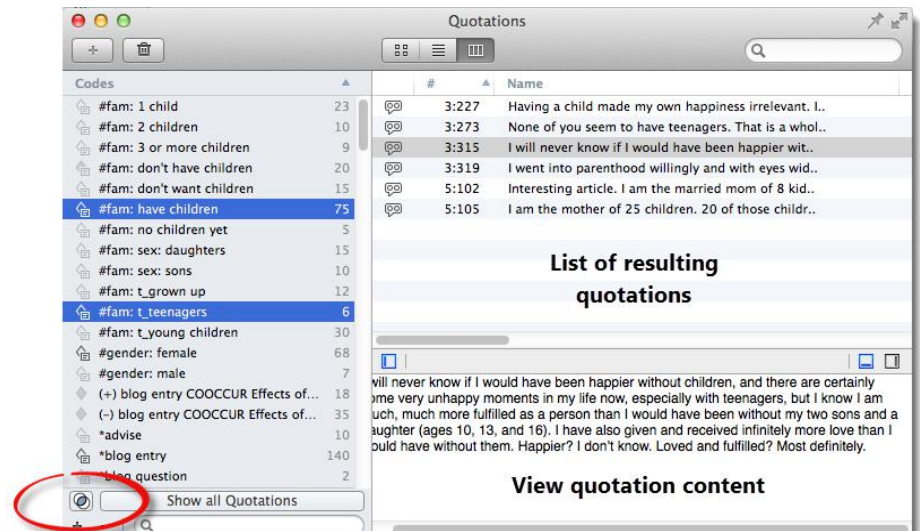 Quotations
Codes
#fam: 1 child 23
#fam: 2 children 10
#fam: 3 or more children 9
#fam: don't have children 20
#fam: don't want children 15
#fam: have children 75
#fam: no children yet 5
#fam: sex: daughters 15
#fam: sex: sons 10
#fam: t_grown up 12
#fam: t_teenagers 6
#fam: t_young children 30
#gender: female 68
#gender: male 7
(+) blog entry COOCCUR Effects of... 18
(-) blog entry COOCCUR Effects of... 35
*advise 10
*blog entry 140
*blog question 2
Show all Quotations
# Name
3:227 Having a child made my own happiness irrelevant. I..
3:273 None of you seem to have teenagers. That is a whol..
3:315 I will never know if I would have been happier wit..
3:319 I went into parenthood willingly and with eyes wid..
5:102 Interesting article. I am the married mom of 8 kid..
5:105 I am the mother of 25 children. 20 of those childr..
List of resulting
quotations
will never know if I would have been happier without children, and there are certainly
ome very unhappy moments in my life now, especially with teenagers, but I know I am
uch, much more fulfilled as a person than I would have been without my two sons and a
aughter (ages 10, 13, and 16). I have also given and received infinitely more love than I
ould have without them. Happier? I don't know. Loved and fulfilled? Most definitely.
View quotation content